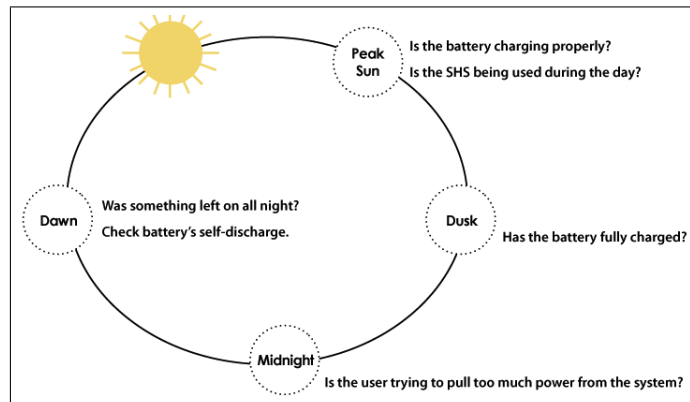 Peak
Sun
Is the battery charging properly?
Is the SHS being used during the day?
Dawn
Was something left on all night?
Check battery's self-discharge.
Dusk
Has the battery fully charged?
Midnight
Is the user trying to pull too much power from the system?